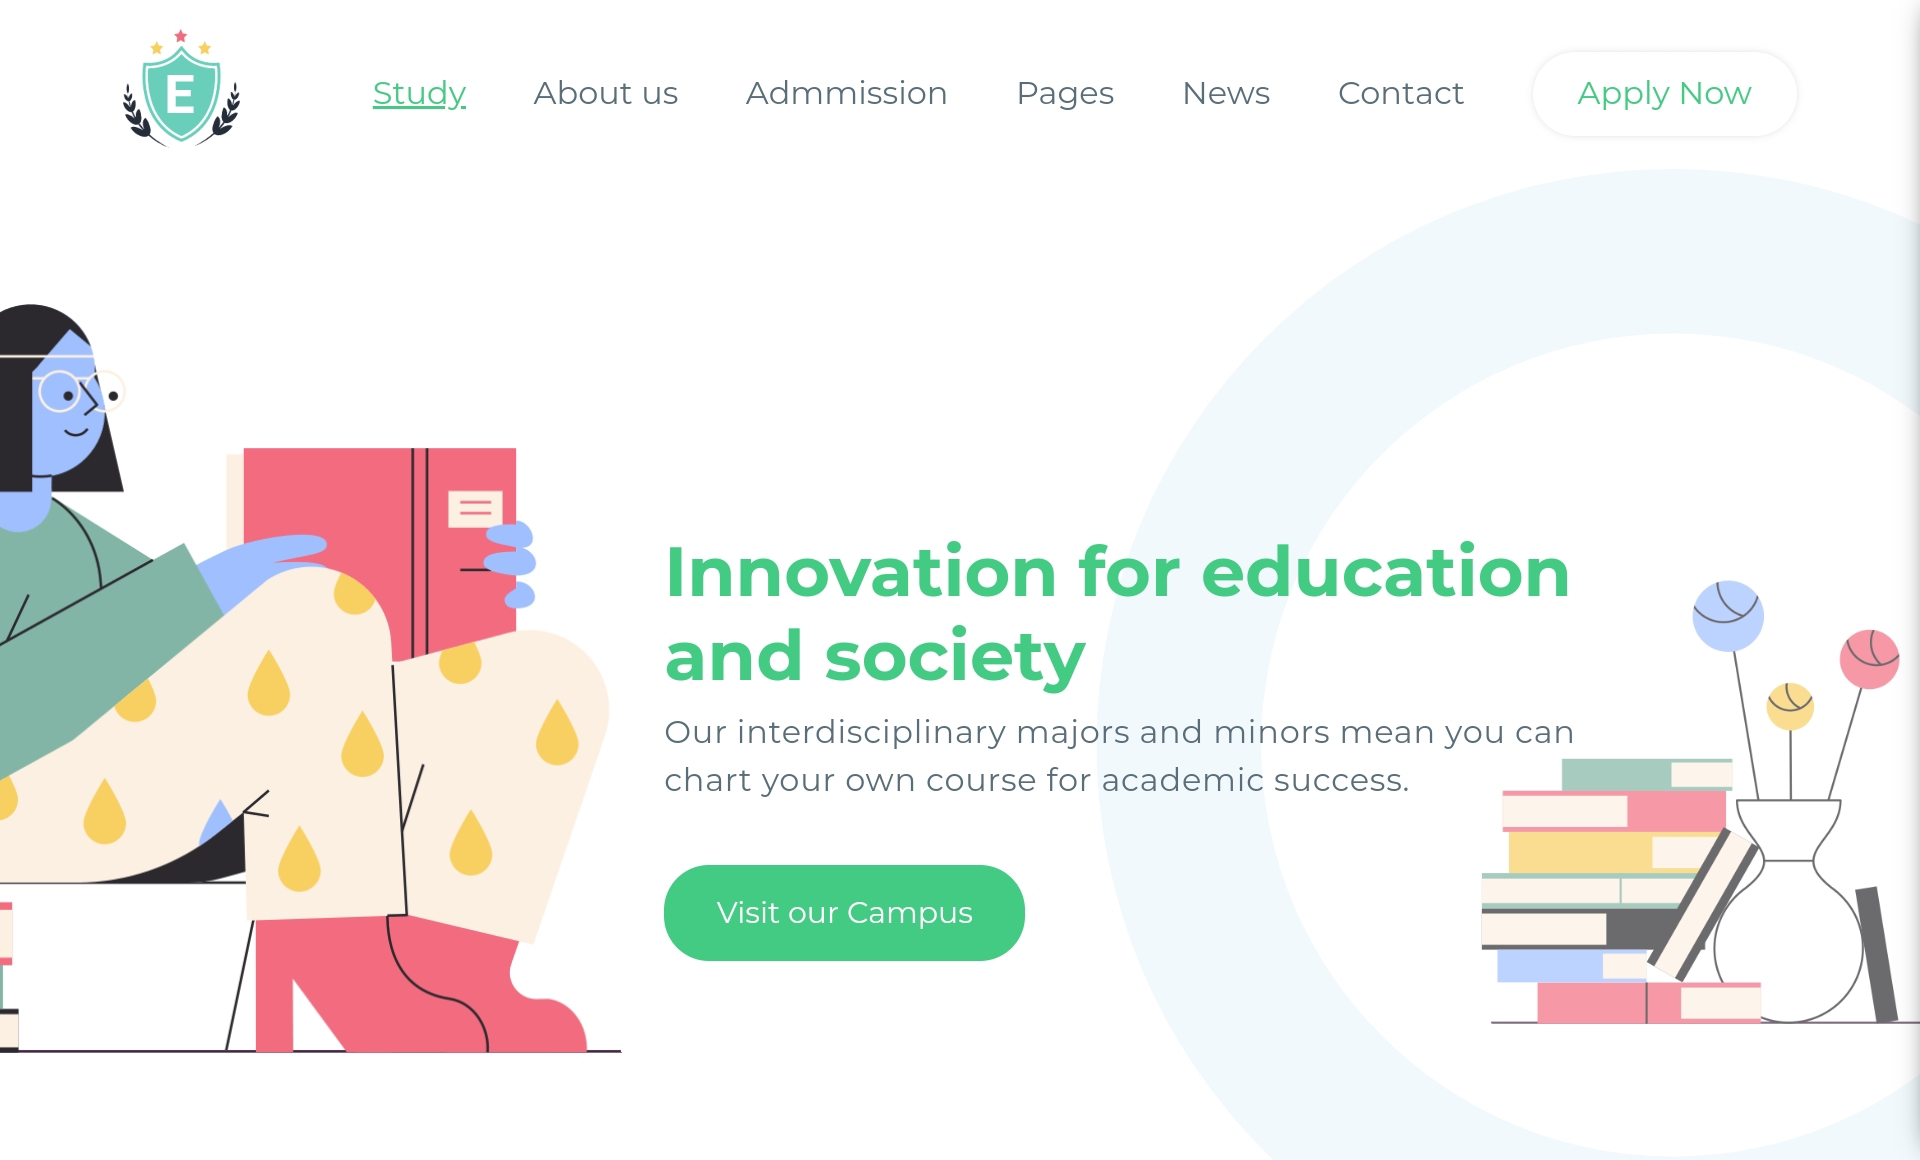 E
Study About us Admmission Pages News Contact Apply Now
Innovation for education
and society
Our interdisciplinary majors and minors mean you can
chart your own course for academic success.
Visit our Campus